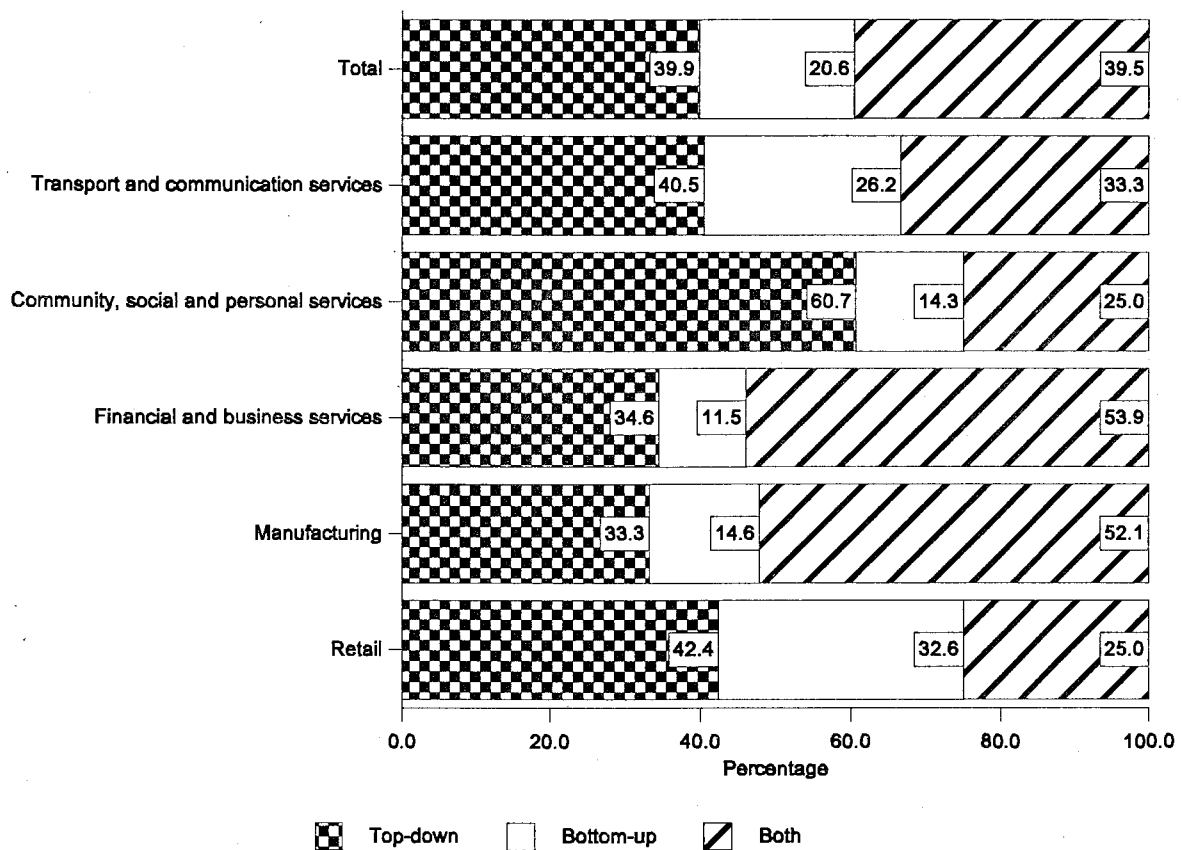 Total 39.9 20.6 39.5
Transport and communication services 40.5 26.2 33.3
Community, social and personal services 60.7 14.3 25.0
Financial and business services 34.6 11.5 53.9
Manufacturing 33.3 14.6 52.1
Retail 42.4 32.6 25.0
0.0 20.0 40.0 60.0 80.0 100.0
Percentage
Top-down Bottom-up Both